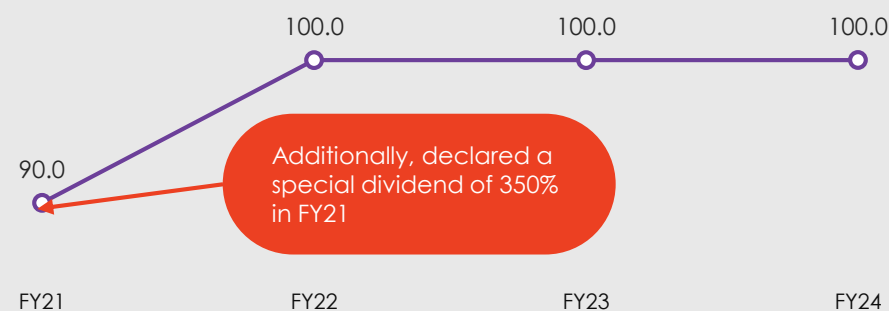 100.0 100.0 100.0
90.0
Additionally, declared a
special dividend of 350%
in FY21
FY21 FY22 FY23 FY24